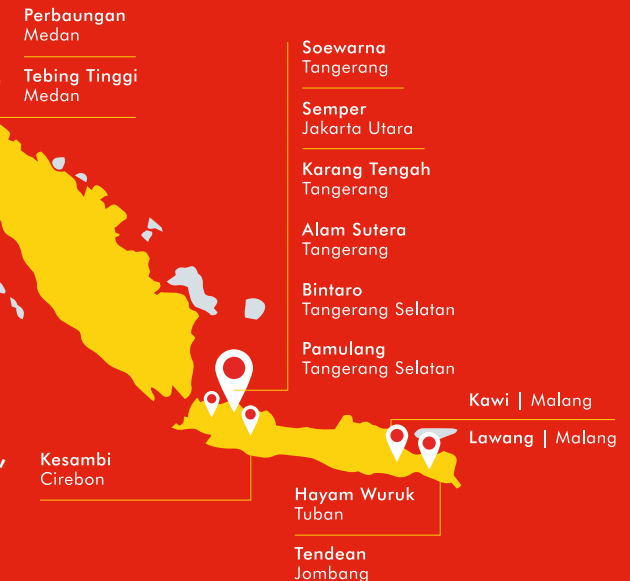 Perbaungan
Medan
Tebing Tinggi
Medan
Soewarna
Tangerang
Semper
Jakarta Utara
Karang Tengah
Tangerang
Alam Sutera
Tangerang
Bintaro
Tangerang Selatan
Pamulang
Tangerang Selatan
Kawi | Malang
Lawang | Malang
Kesambi
Cirebon
Hayam Wuruk
Tuban
Tendean
Jombang